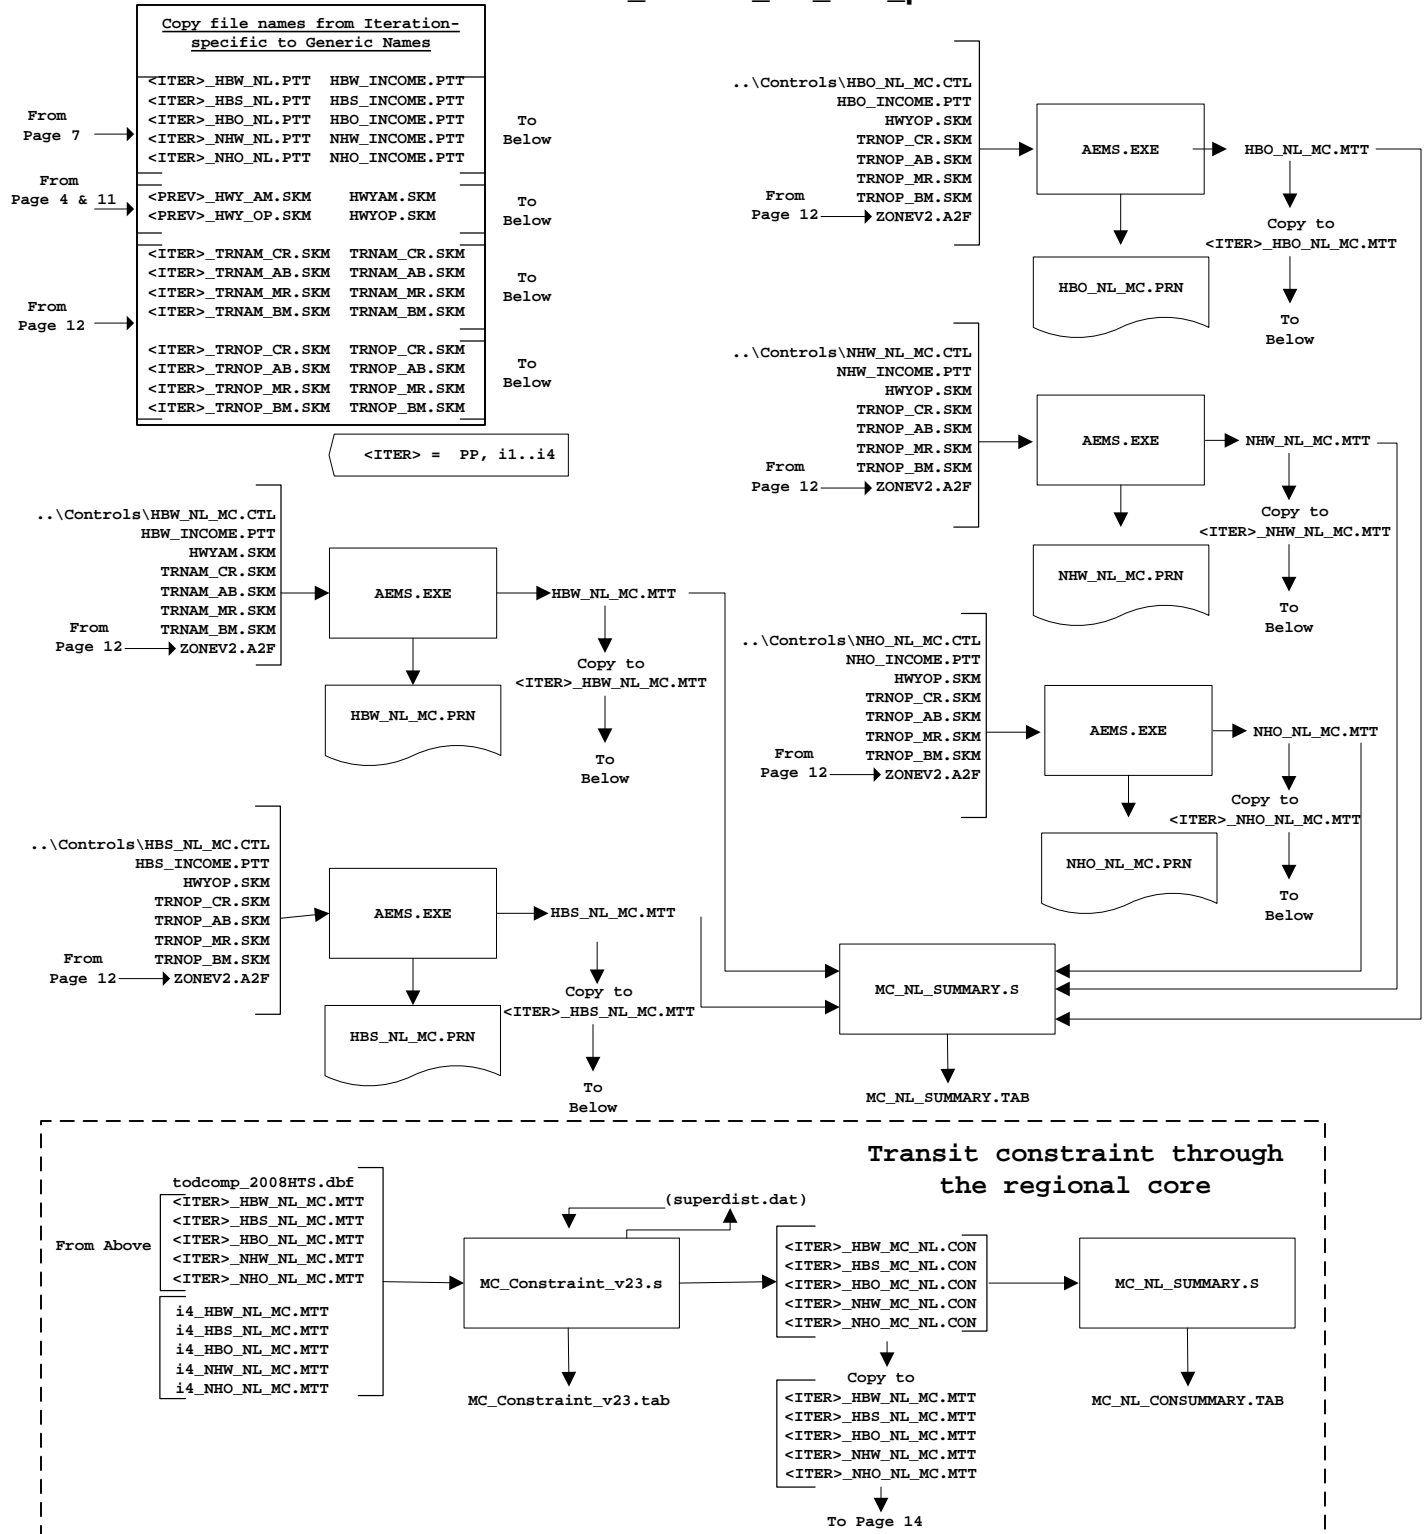 Copy file names from Iteration-
specific to Generic Names
<ITER>_HBW_NL.PTT HBW_INCOME.PTT
<ITER>_HBS_NL.PTT HBS_INCOME.PTT
<ITER>_HBO_NL.PTT HBO_INCOME.PTT
<ITER>_NHW_NL.PTT NHW_INCOME.PTT
<ITER>_NHO_NL.PTT NHO_INCOME.PTT
From
Page 7
To
Below
From
Page 4 & 11
<PREV>_HWY_AM.SKM HWYAM.SKM
<PREV>_HWY_OP.SKM HWYOP.SKM
To
Below
<ITER>_TRNAM_CR.SKM TRNAM_CR.SKM
<ITER>_TRNAM_AB.SKM TRNAM_AB.SKM
<ITER>_TRNAM_MR.SKM TRNAM_MR.SKM
<ITER>_TRNAM_BM.SKM TRNAM_BM.SKM
To
Below
From
Page 12
<ITER>_TRNOP_CR.SKM TRNOP_CR.SKM
<ITER>_TRNOP_AB.SKM TRNOP_AB.SKM
<ITER>_TRNOP_MR.SKM TRNOP_MR.SKM
<ITER>_TRNOP_BM.SKM TRNOP_BM.SKM
To
Below
<ITER> = PP, i1..i4
..\Controls\HBW_NL_MC.CTL
HBW_INCOME.PTT
HWYAM.SKM
TRNAM_CR.SKM
TRNAM_AB.SKM
TRNAM_MR.SKM
TRNAM_BM.SKM
From
Page 12
ZONEV2.A2F
AEMS.EXE
HBW_NL_MC.MTT
HBW_NL_MC.PRN
Copy to
<ITER>_HBW_NL_MC.MTT
To
Below
..\Controls\HBS_NL_MC.CTL
HBS_INCOME.PTT
HWYOP.SKM
TRNOP_CR.SKM
TRNOP_AB.SKM
TRNOP_MR.SKM
TRNOP_BM.SKM
From
Page 12
ZONEV2.A2F
AEMS.EXE
HBS_NL_MC.MTT
HBS_NL_MC.PRN
Copy to
<ITER>_HBS_NL_MC.MTT
To
Below
..\Controls\HBO_NL_MC.CTL
HBO_INCOME.PTT
HWYOP.SKM
TRNOP_CR.SKM
TRNOP_AB.SKM
TRNOP_MR.SKM
TRNOP_BM.SKM
From
Page 12
ZONEV2.A2F
AEMS.EXE
HBO_NL_MC.MTT
HBO_NL_MC.PRN
Copy to
<ITER>_HBO_NL_MC.MTT
To
Below
..\Controls\NHW_NL_MC.CTL
NHW_INCOME.PTT
HWYOP.SKM
TRNOP_CR.SKM
TRNOP_AB.SKM
TRNOP_MR.SKM
TRNOP_BM.SKM
From
Page 12
ZONEV2.A2F
AEMS.EXE
NHW_NL_MC.MTT
NHW_NL_MC.PRN
Copy to
<ITER>_NHW_NL_MC.MTT
To
Below
..\Controls\NHO_NL_MC.CTL
NHO_INCOME.PTT
HWYOP.SKM
TRNOP_CR.SKM
TRNOP_AB.SKM
TRNOP_MR.SKM
TRNOP_BM.SKM
From
Page 12
ZONEV2.A2F
AEMS.EXE
NHO_NL_MC.MTT
NHO_NL_MC.PRN
Copy to
<ITER>_NHO_NL_MC.MTT
To
Below
MC_NL_SUMMARY.S
MC_NL_SUMMARY.TAB
Transit constraint through
the regional core
todcomp_2008HTS.dbf
From Above
<ITER>_HBW_NL_MC.MTT
<ITER>_HBS_NL_MC.MTT
<ITER>_HBO_NL_MC.MTT
<ITER>_NHW_NL_MC.MTT
<ITER>_NHO_NL_MC.MTT
i4_HBW_NL_MC.MTT
i4_HBS_NL_MC.MTT
i4_HBO_NL_MC.MTT
i4_NHW_NL_MC.MTT
i4_NHO_NL_MC.MTT
(superdist.dat)
MC_Constraint_v23.s
MC_Constraint_v23.tab
<ITER>_HBW_MC_NL.CON
<ITER>_HBS_MC_NL.CON
<ITER>_HBO_MC_NL.CON
<ITER>_NHW_MC_NL.CON
<ITER>_NHO_MC_NL.CON
Copy to
<ITER>_HBW_NL_MC.MTT
<ITER>_HBS_NL_MC.MTT
<ITER>_HBO_NL_MC.MTT
<ITER>_NHW_NL_MC.MTT
<ITER>_NHO_NL_MC.MTT
To Page 14
MC_NL_SUMMARY.S
MC_NL_CONSUMMARY.TAB